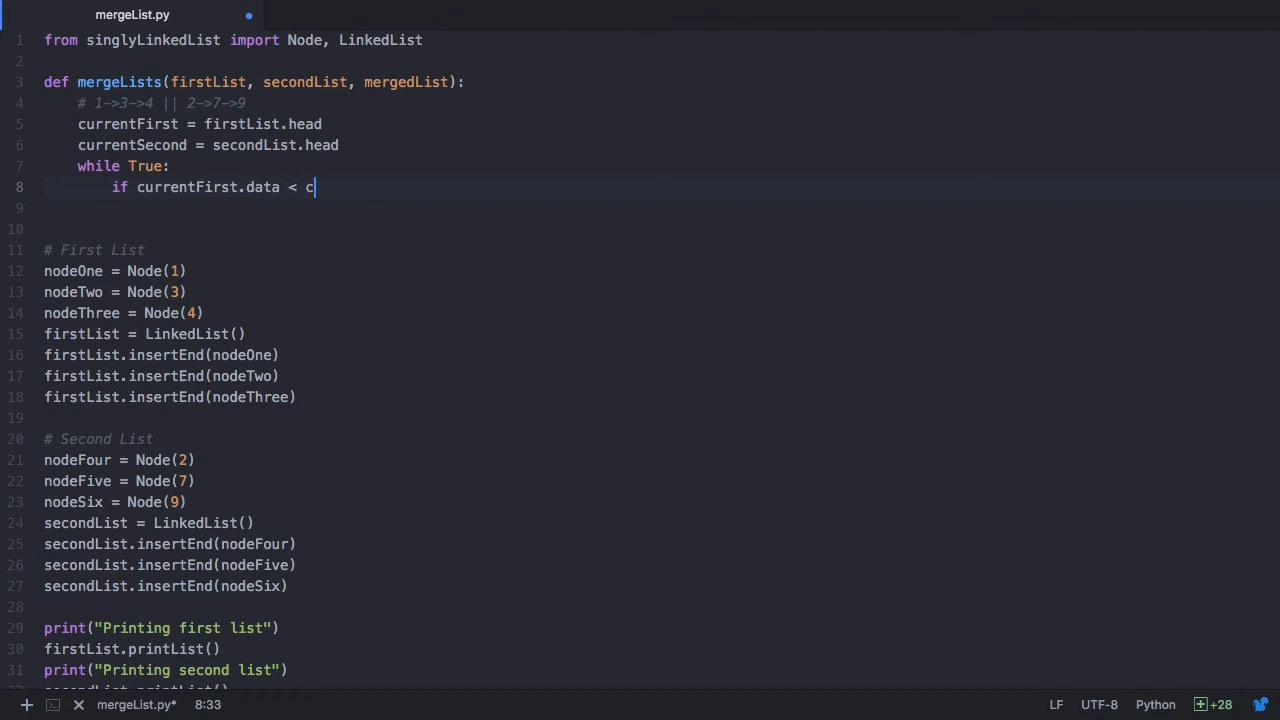 mergeList.py
1 from singlyLinkedList import Node, LinkedList
2
3 def mergeLists(firstList, secondList, mergedList):
4     # 1->3->4 || 2->7->9
5     currentFirst = firstList.head
6     currentSecond = secondList.head
7     while True:
8         if currentFirst.data < c
9
10
11 # First List
12 nodeOne = Node(1)
13 nodeTwo = Node(3)
14 nodeThree = Node(4)
15 firstList = LinkedList()
16 firstList.insertEnd(nodeOne)
17 firstList.insertEnd(nodeTwo)
18 firstList.insertEnd(nodeThree)
19
20 # Second List
21 nodeFour = Node(2)
22 nodeFive = Node(7)
23 nodeSix = Node(9)
24 secondList = LinkedList()
25 secondList.insertEnd(nodeFour)
26 secondList.insertEnd(nodeFive)
27 secondList.insertEnd(nodeSix)
28
29 print("Printing first list")
30 firstList.printList()
31 print("Printing second list")
32 secondList.printList()
mergeList.py* 8:33 LF UTF-8 Python +28